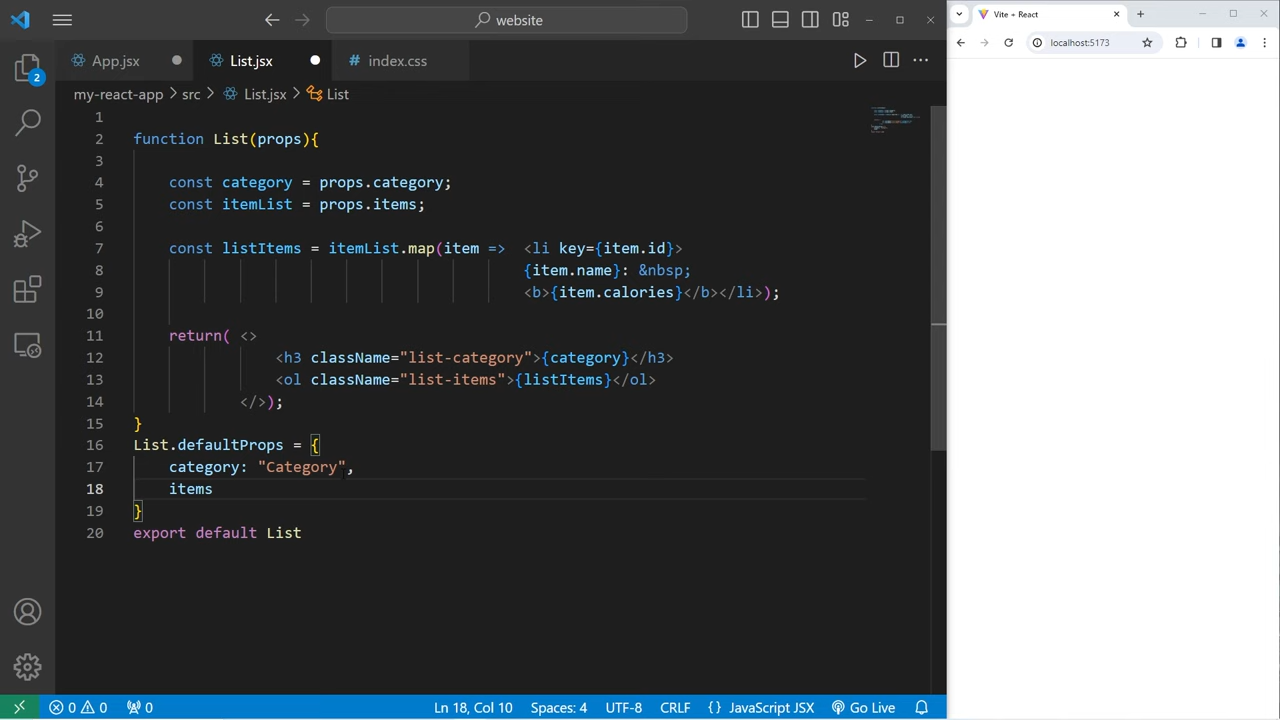 website
Vite + React
localhost:5173
App.jsx
List.jsx
# index.css
2
my-react-app > src > List.jsx > List
1
2 function List(props){
3
4 const category = props.category;
5 const itemList = props.items;
6
7 const listItems = itemList.map(item => <li key={item.id}>
8 {item.name}: &nbsp;
9 <b>{item.calories}</b></li>);
10
11 return( <>
12 <h3 className="list-category">{category}</h3>
13 <ol className="list-items">{listItems}</ol>
14 </>);
15 }
16 List.defaultProps = {
17 category: "Category",
18 items
19 }
20 export default List
0 0 0 Ln 18, Col 10 Spaces: 4 UTF-8 CRLF {} JavaScript JSX Go Live